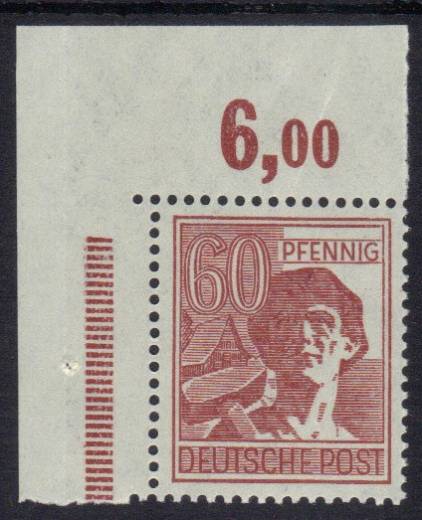 6,00
60 PFENNIG
DEUTSCHE POST